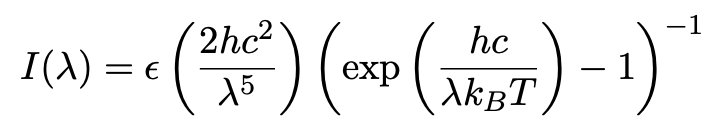 I(λ) = ϵ (2hc²/λ⁵) (exp (hc/λk_BT) − 1)⁻¹